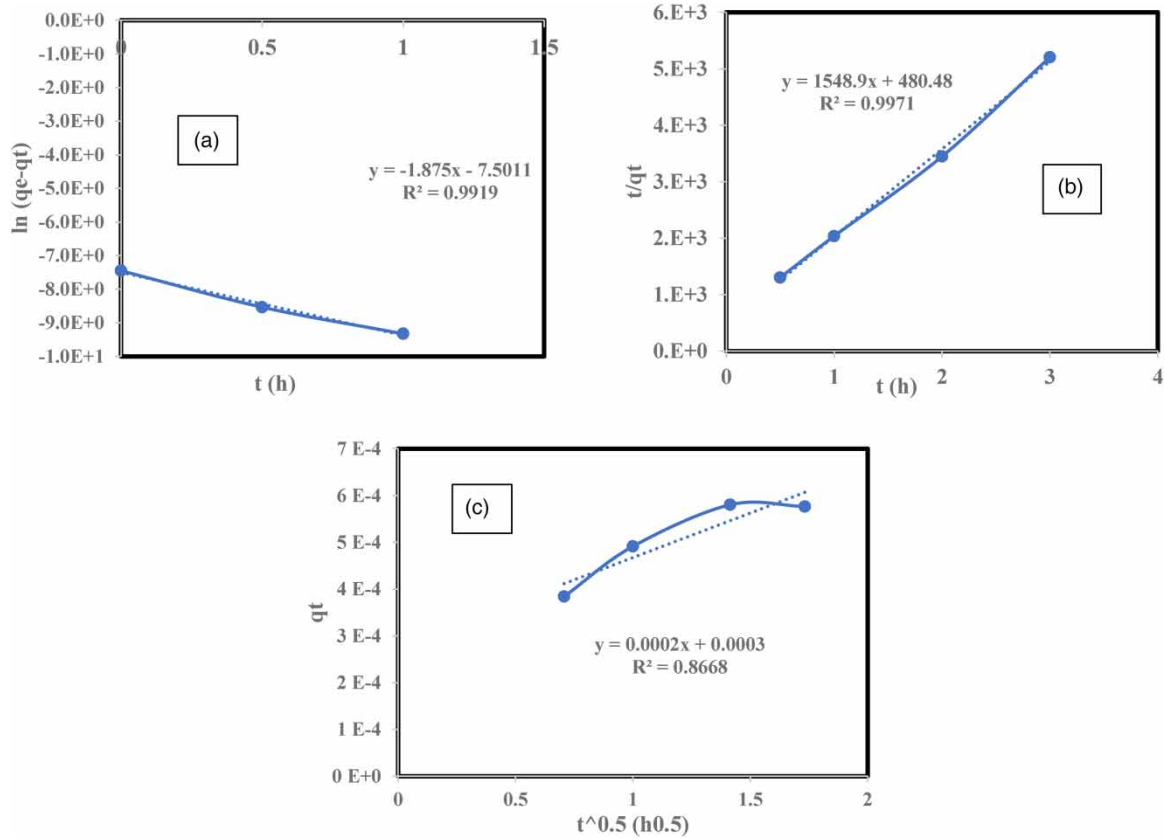 0.0E+0
-1.0E+0
-2.0E+0
-3.0E+0
-4.0E+0
-5.0E+0
-6.0E+0
-7.0E+0
-8.0E+0
-9.0E+0
-1.0E+1
0 0.5 1 1.5
ln (qe-qt)
t (h)
(a)
y = -1.875x - 7.5011
R² = 0.9919
6.E+3
5.E+3
4.E+3
3.E+3
2.E+3
1.E+3
0.E+0
0 1 2 3 4
t/qt
t (h)
y = 1548.9x + 480.48
R² = 0.9971
(b)
7 E-4
6 E-4
5 E-4
4 E-4
3 E-4
2 E-4
1 E-4
0 E+0
0 0.5 1 1.5 2
qt
t^0.5 (h0.5)
(c)
y = 0.0002x + 0.0003
R² = 0.8668